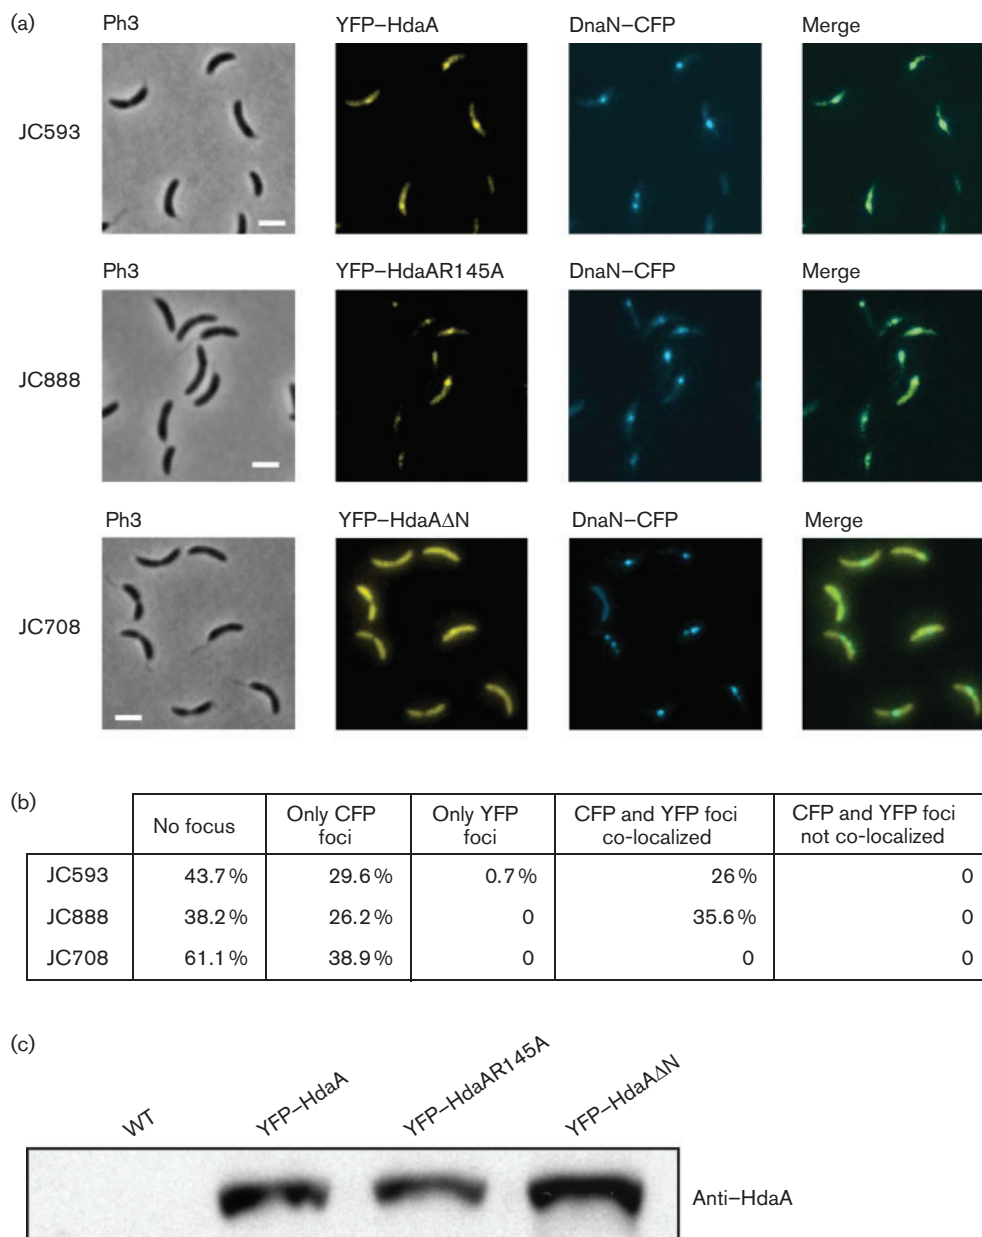 (a)
Ph3 YFP–HdaA DnaN–CFP Merge
JC593
Ph3 YFP–HdaAR145A DnaN–CFP Merge
JC888
Ph3 YFP–HdaAΔN DnaN–CFP Merge
JC708
(b)
No focus Only CFP foci Only YFP foci CFP and YFP foci co-localized CFP and YFP foci not co-localized
JC593 43.7 % 29.6 % 0.7 % 26 % 0
JC888 38.2 % 26.2 % 0 35.6 % 0
JC708 61.1 % 38.9 % 0 0 0
(c)
WT YFP–HdaA YFP–HdaAR145A YFP–HdaAΔN
Anti–HdaA